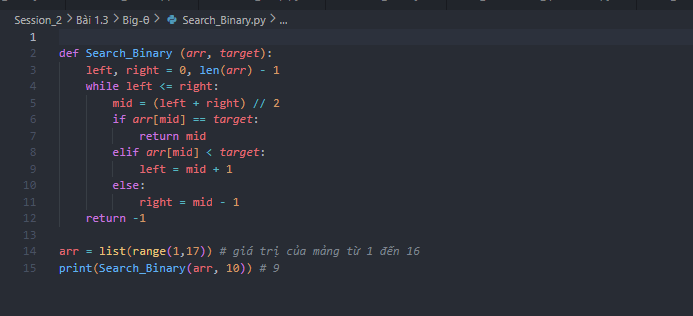 Session_2 > Bài 1.3 > Big-θ > Search_Binary.py > ...
1
2 def Search_Binary (arr, target):
3     left, right = 0, len(arr) - 1
4     while left <= right:
5         mid = (left + right) // 2
6         if arr[mid] == target:
7             return mid
8         elif arr[mid] < target:
9             left = mid + 1
10         else:
11             right = mid - 1
12     return -1
13
14 arr = list(range(1,17)) # giá trị của mảng từ 1 đến 16
15 print(Search_Binary(arr, 10)) # 9